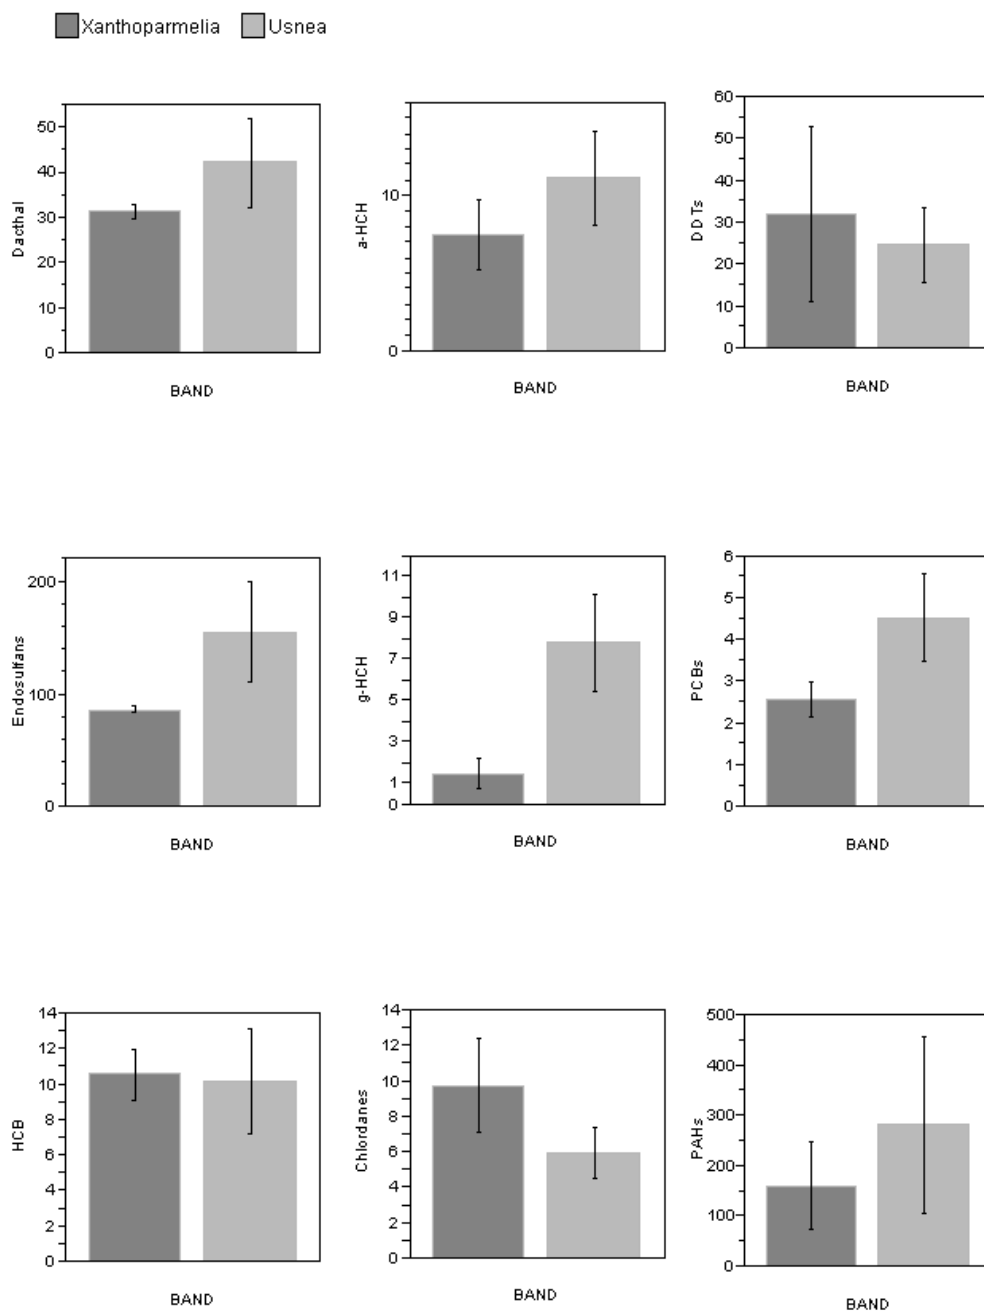 Xanthoparmelia Usnea
Dacthal
50
40
30
20
10
0
BAND
a-HCH
10
0
BAND
DDTs
60
50
40
30
20
10
0
BAND
Endosulfans
200
100
0
BAND
g-HCH
11
9
7
5
3
1
0
BAND
PCBs
6
5
4
3
2
1
0
BAND
HCB
14
12
10
8
6
4
2
0
BAND
Chlordanes
14
12
10
8
6
4
2
0
BAND
PAHs
500
400
300
200
100
0
BAND